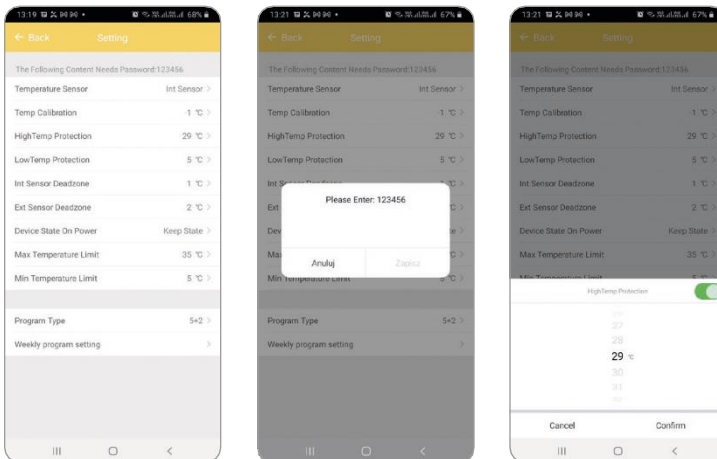 13:19 68%
← Back Setting
The Following Content Needs Password:123456
Temperature Sensor Int Sensor >
Temp Calibration -1 °C >
HighTemp Protection 29 °C >
LowTemp Protection 5 °C >
Int Sensor Deadzone 1 °C >
Ext Sensor Deadzone 2 °C >
Device State On Power Keep State >
Max Temperature Limit 35 °C >
Min Temperature Limit 5 °C >
Program Type 5+2 >
Weekly program setting >
13:21 67%
← Back Setting
The Following Content Needs Password:123456
Temperature Sensor Int Sensor >
Temp Calibration -1 °C >
HighTemp Protection 29 °C >
LowTemp Protection 5 °C >
Please Enter: 123456
Anuluj Zapisz
Min Temperature Limit 5 °C >
Program Type 5+2 >
Weekly program setting >
13:21 67%
← Back Setting
The Following Content Needs Password:123456
Temperature Sensor Int Sensor >
Temp Calibration -1 °C >
HighTemp Protection 29 °C >
LowTemp Protection 5 °C >
Int Sensor Deadzone 1 °C >
Ext Sensor Deadzone 2 °C >
Device State On Power Keep State >
Max Temperature Limit 35 °C >
HighTemp Protection
27
28
29 °C
30
31
Cancel Confirm